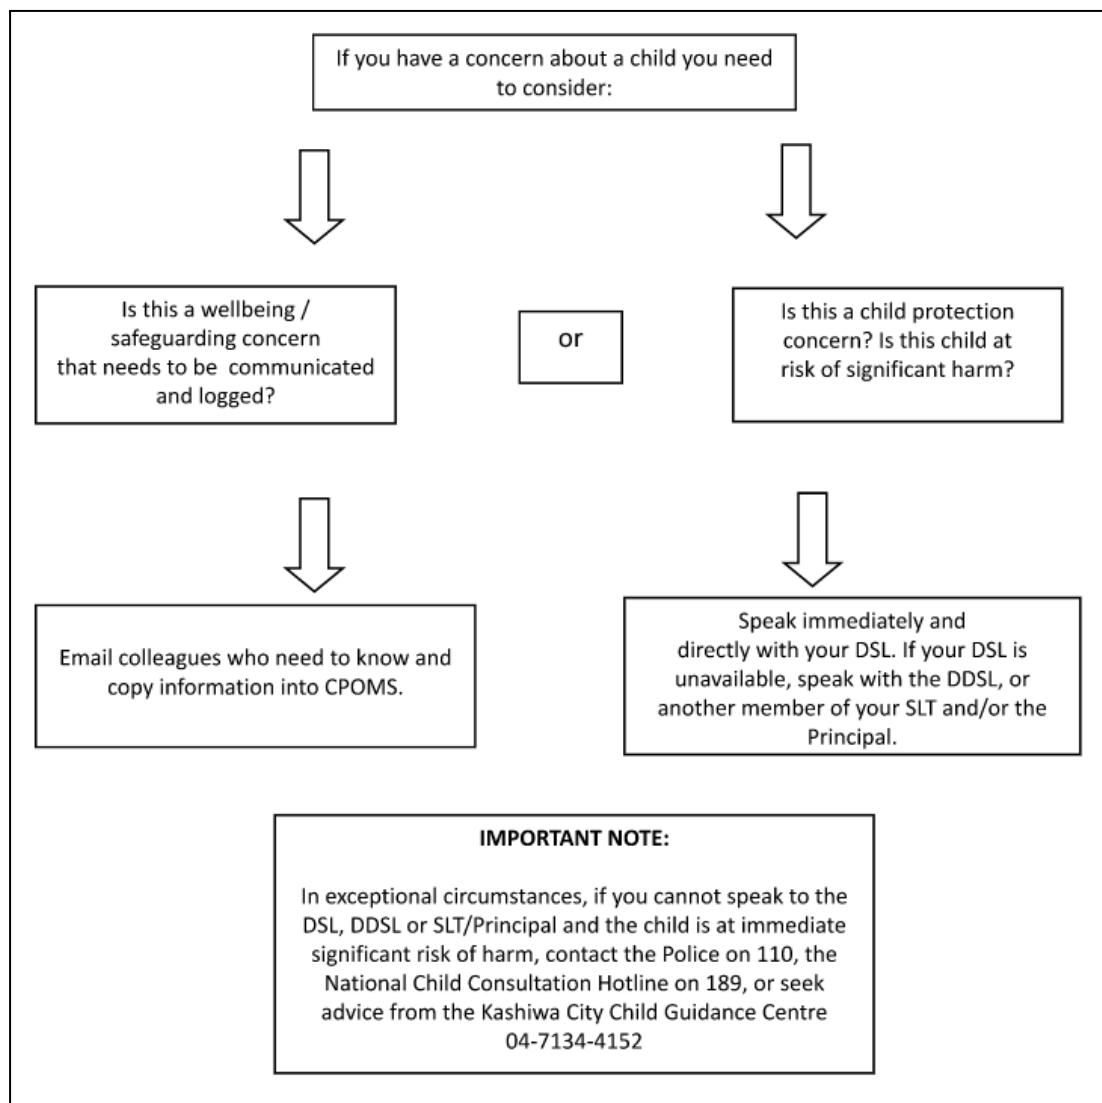 If you have a concern about a child you need
to consider:
Is this a wellbeing /
safeguarding concern
that needs to be communicated
and logged?
or
Is this a child protection
concern? Is this child at
risk of significant harm?
Email colleagues who need to know and
copy information into CPOMS.
Speak immediately and
directly with your DSL. If your DSL is
unavailable, speak with the DDSL, or
another member of your SLT and/or the
Principal.
IMPORTANT NOTE:
In exceptional circumstances, if you cannot speak to the
DSL, DDSL or SLT/Principal and the child is at immediate
significant risk of harm, contact the Police on 110, the
National Child Consultation Hotline on 189, or seek
advice from the Kashiwa City Child Guidance Centre
04-7134-4152